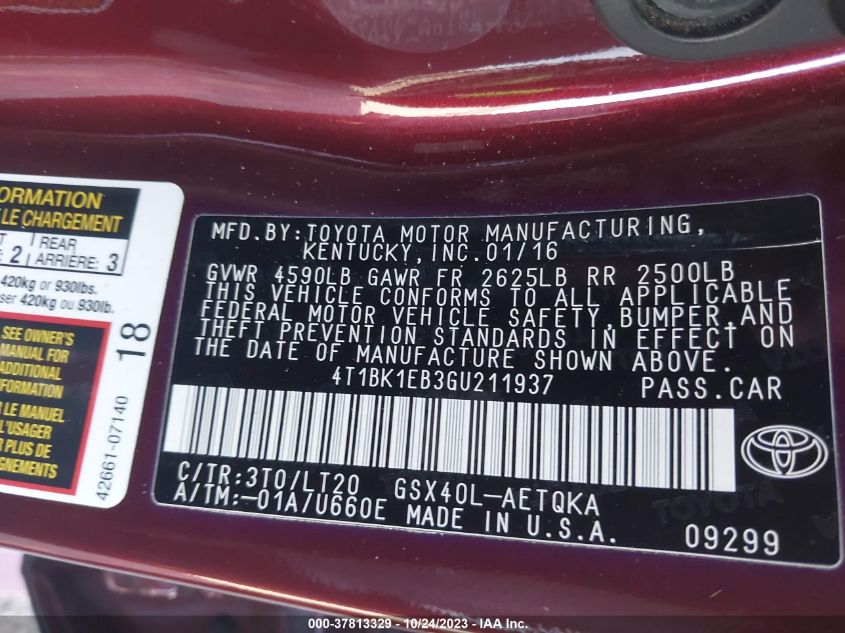 ORMATION
LE CHARGEMENT
REAR
2 ARRIÈRE: 3
420kg or 930lbs.
ser 420kg ou 930lb.
SEE OWNER'S
MANUAL FOR
ADDITIONAL
INFORMATION
R LE MANUEL
L'USAGER
PLUS DE
GNEMENTS
18
42661-07140
MFD.BY:TOYOTA MOTOR MANUFACTURING,
KENTUCKY,INC.01/16
GVWR 4590LB GAWR FR 2625LB RR 2500LB
THIS VEHICLE CONFORMS TO ALL APPLICABLE
FEDERAL MOTOR VEHICLE SAFETY,BUMPER,AND
THEFT PREVENTION STANDARDS IN EFFECT ON
THE DATE OF MANUFACTURE SHOWN ABOVE.
4T1BK1EB3GU211937 PASS.CAR
C/TR:3T0/LT20 GSX40L-AETQKA
A/TM:-01A/U660E MADE IN U.S.A.
09299
000-37813329 - 10/24/2023 - IAA Inc.